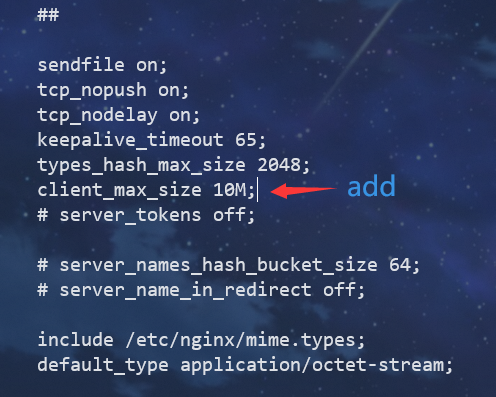 ##
sendfile on;
tcp_nopush on;
tcp_nodelay on;
keepalive_timeout 65;
types_hash_max_size 2048;
client_max_size 10M; add
# server_tokens off;
# server_names_hash_bucket_size 64;
# server_name_in_redirect off;
include /etc/nginx/mime.types;
default_type application/octet-stream;